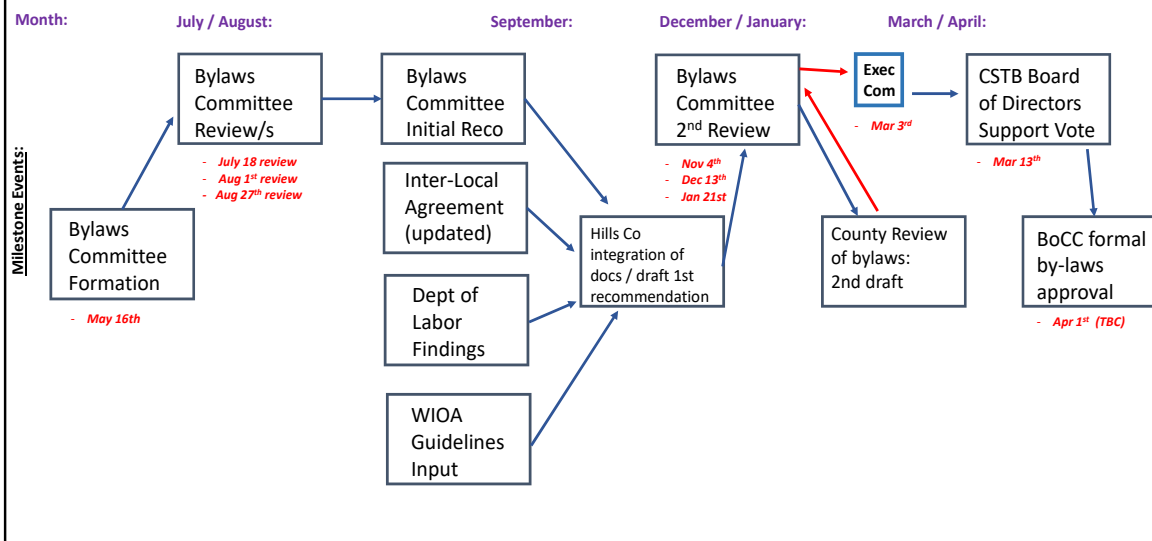 Month:
July / August:
September:
December / January:
March / April:
Milestone Events:
Bylaws
Committee
Formation
- May 16th
Bylaws
Committee
Review/s
- July 18 review
- Aug 1st review
- Aug 27th review
Bylaws
Committee
Initial Reco
Inter-Local
Agreement
(updated)
Dept of
Labor
Findings
WIOA
Guidelines
Input
Hills Co
integration of
docs / draft 1st
recommendation
Bylaws
Committee
2nd Review
- Nov 4th
- Dec 13th
- Jan 21st
County Review
of bylaws:
2nd draft
Exec
Com
- Mar 3rd
CSTB Board
of Directors
Support Vote
- Mar 13th
BoCC formal
by-laws
approval
- Apr 1st (TBC)